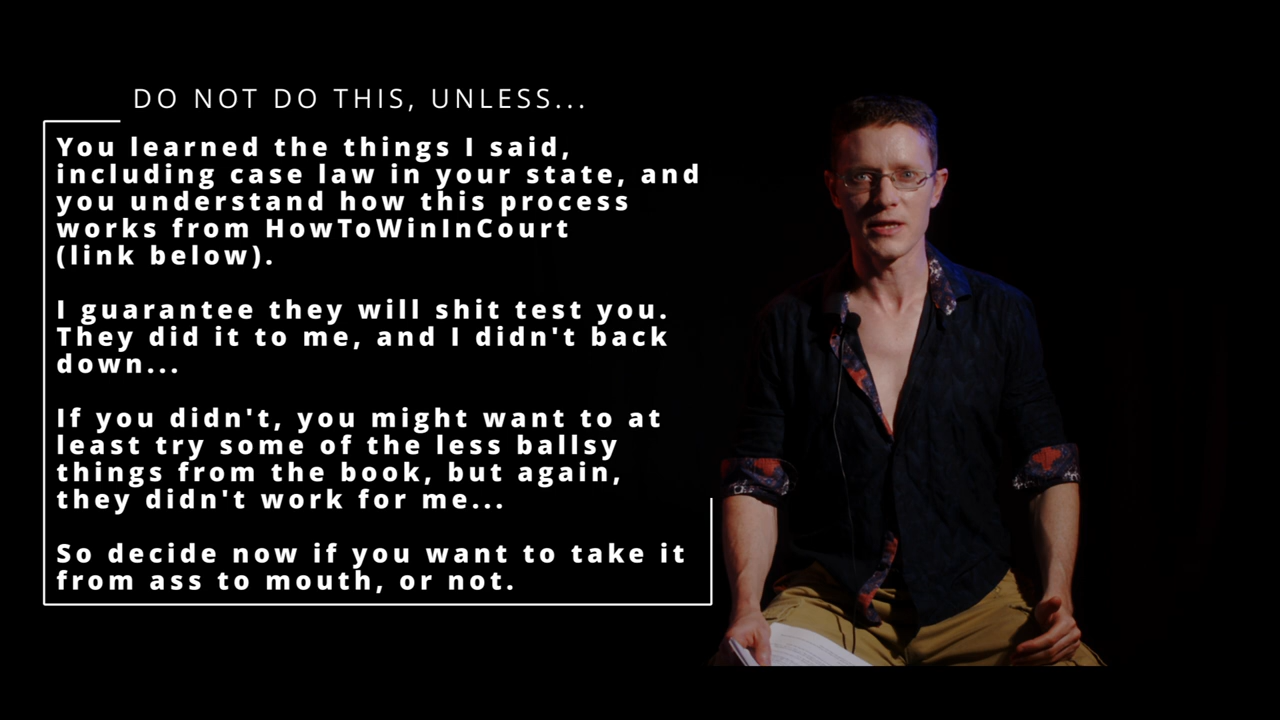 DO NOT DO THIS, UNLESS...
You learned the things I said,
including case law in your state, and
you understand how this process
works from HowToWinInCourt
(link below).
I guarantee they will shit test you.
They did it to me, and I didn't back
down...
If you didn't, you might want to at
least try some of the less ballsy
things from the book, but again,
they didn't work for me...
So decide now if you want to take it
from ass to mouth, or not.